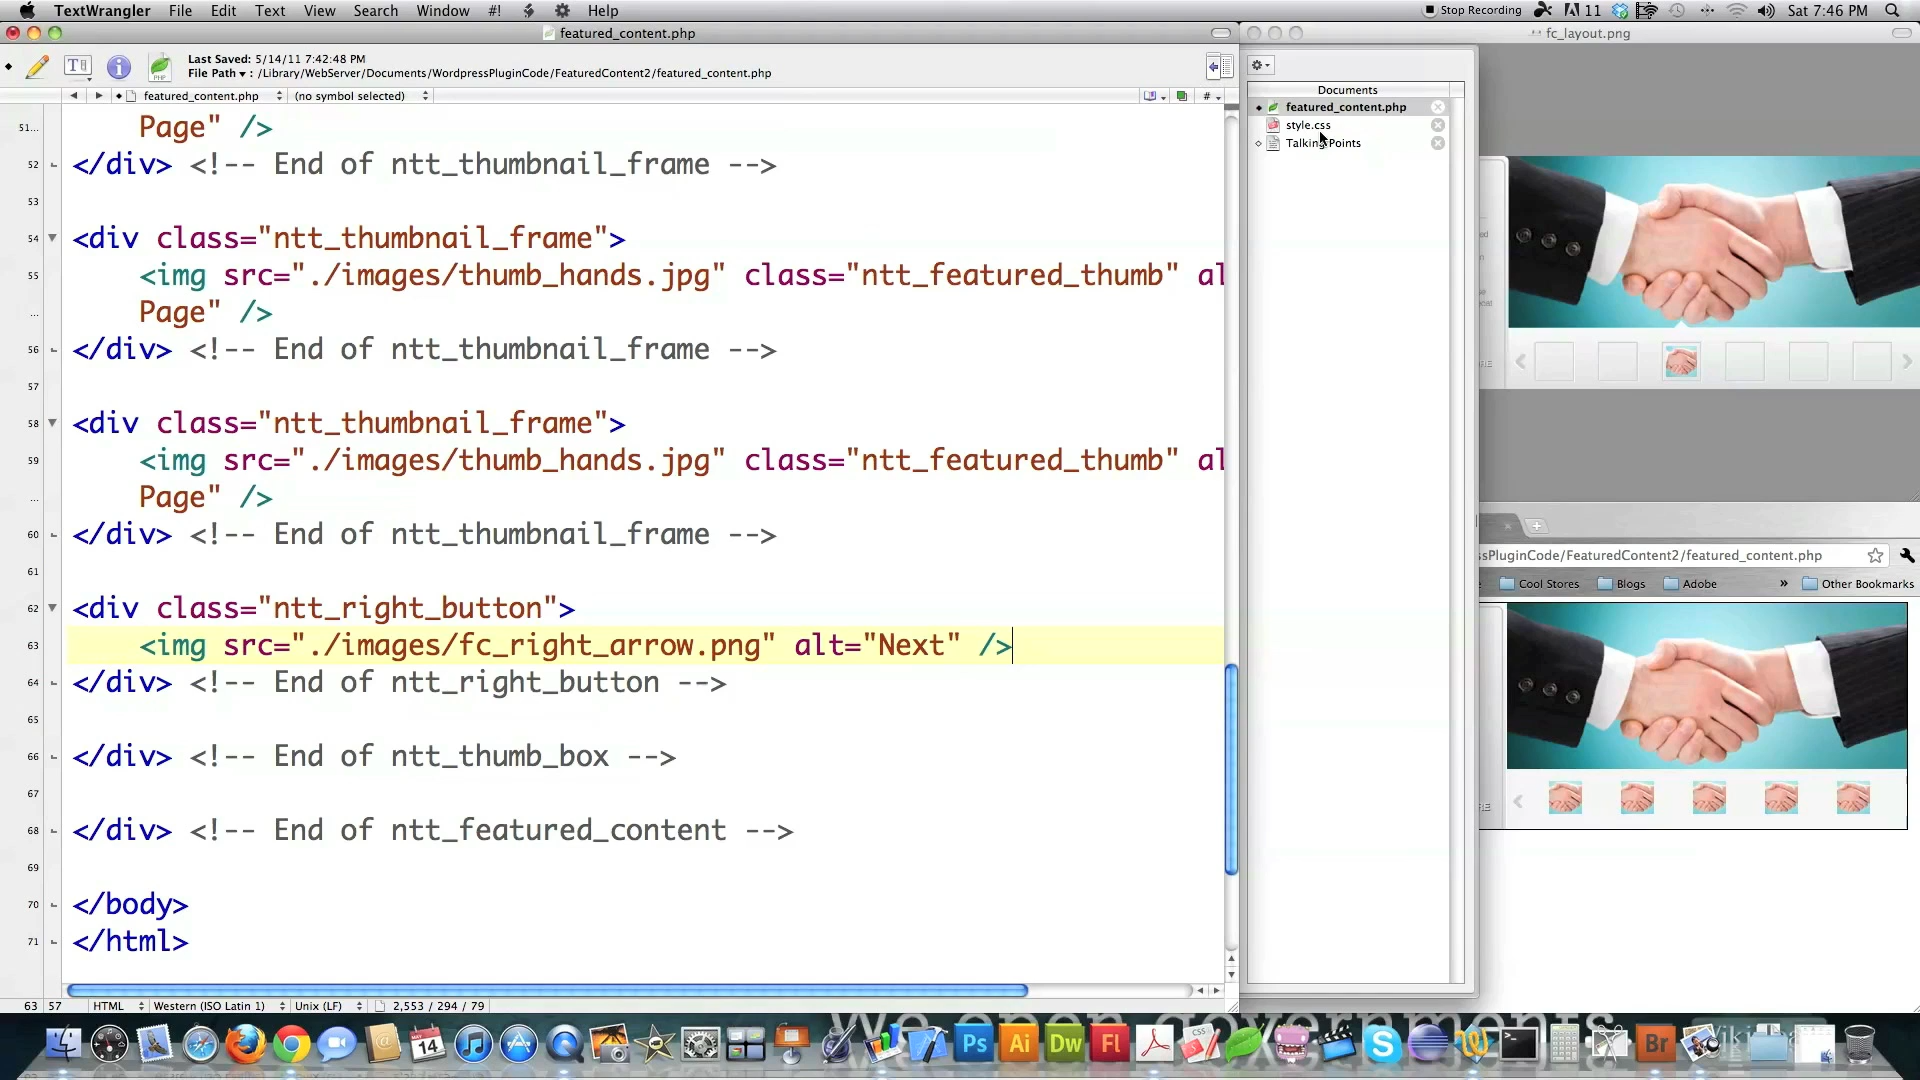 TextWrangler File Edit Text View Search Window #! Help
Stop Recording 11 Sat 7:46 PM
featured_content.php
fc_layout.png
Last Saved: 5/14/11 7:42:48 PM
File Path ▾ : /Library/WebServer/Documents/WordpressPluginCode/FeaturedContent2/featured_content.php
featured_content.php (no symbol selected)
Documents
featured_content.php
style.css
Talking Points
51... Page" />
52 </div> <!-- End of ntt_thumbnail_frame -->
53
54 <div class="ntt_thumbnail_frame">
55 <img src="./images/thumb_hands.jpg" class="ntt_featured_thumb" al
... Page" />
56 </div> <!-- End of ntt_thumbnail_frame -->
57
58 <div class="ntt_thumbnail_frame">
59 <img src="./images/thumb_hands.jpg" class="ntt_featured_thumb" al
... Page" />
60 </div> <!-- End of ntt_thumbnail_frame -->
61
62 <div class="ntt_right_button">
63 <img src="./images/fc_right_arrow.png" alt="Next" />
64 </div> <!-- End of ntt_right_button -->
65
66 </div> <!-- End of ntt_thumb_box -->
67
68 </div> <!-- End of ntt_featured_content -->
69
70 </body>
71 </html>
ssPluginCode/FeaturedContent2/featured_content.php
Cool Stores Blogs Adobe » Other Bookmarks
63 57 HTML Western (ISO Latin 1) Unix (LF) 2,553 / 294 / 79
We open governments.
MAY 14
Ps Ai Dw Fl
Br